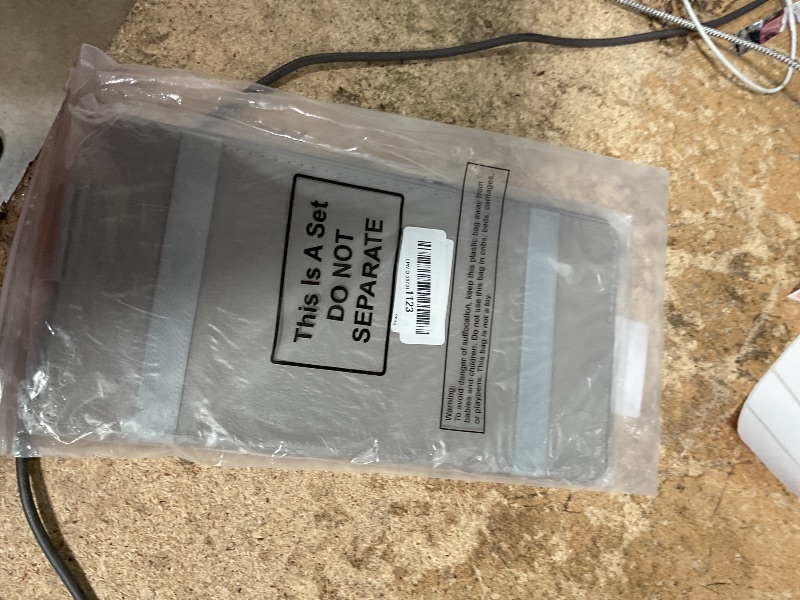 This Is A Set
DO NOT
SEPARATE
1123
Warning:
To avoid danger of suffocation, keep this plastic bag away from
babies and children. Do not use this bag in cribs, beds, carriages,
or playpens. This bag is not a toy.